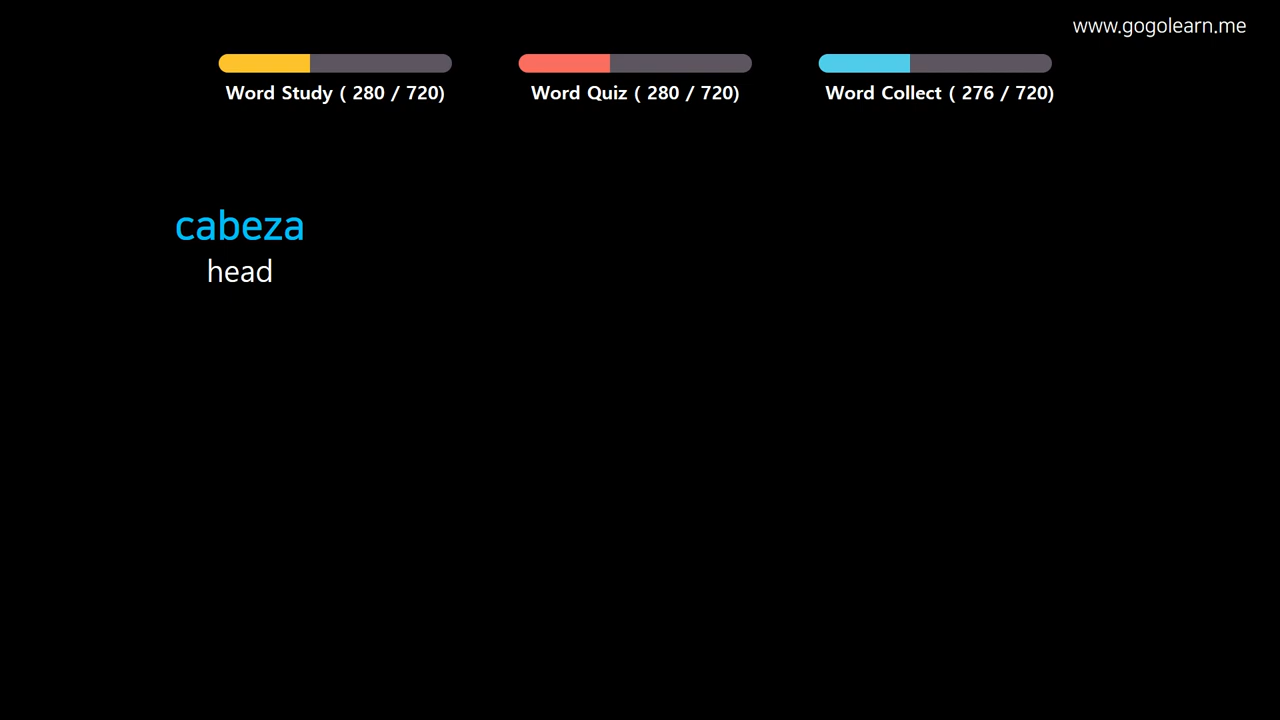 www.gogolearn.me
Word Study ( 280 / 720)
Word Quiz ( 280 / 720)
Word Collect ( 276 / 720)
cabeza
head